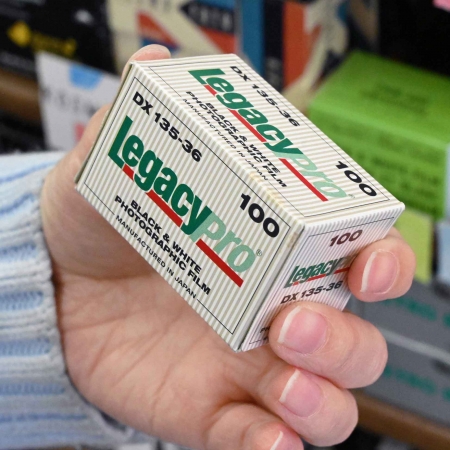 DX 135-36
Legacypro
100
BLACK & WHITE
PHOTOGRAPHIC FILM
MANUFACTURED IN JAPAN
DX 135-36
Legacypro®
100
BLACK & WHITE
PHOTOGRAPHIC FILM
MANUFACTURED IN JAPAN
100
Legacypro
DX 135-36